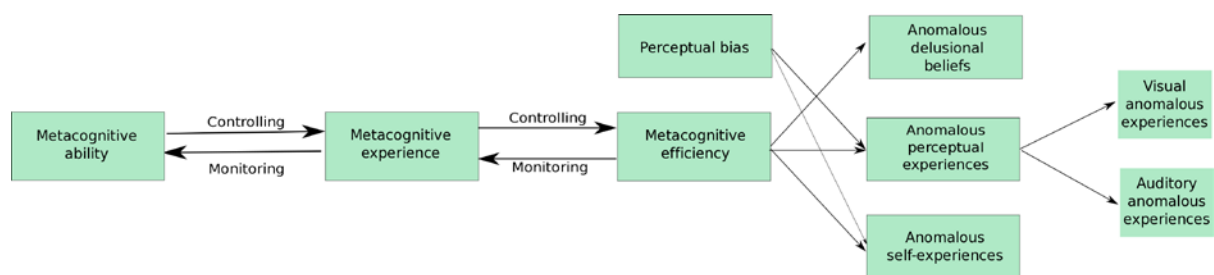 Perceptual bias
Anomalous
delusional
beliefs
Metacognitive
ability
Controlling
Monitoring
Metacognitive
experience
Controlling
Monitoring
Metacognitive
efficiency
Anomalous
perceptual
experiences
Visual
anomalous
experiences
Auditory
anomalous
experiences
Anomalous
self-experiences